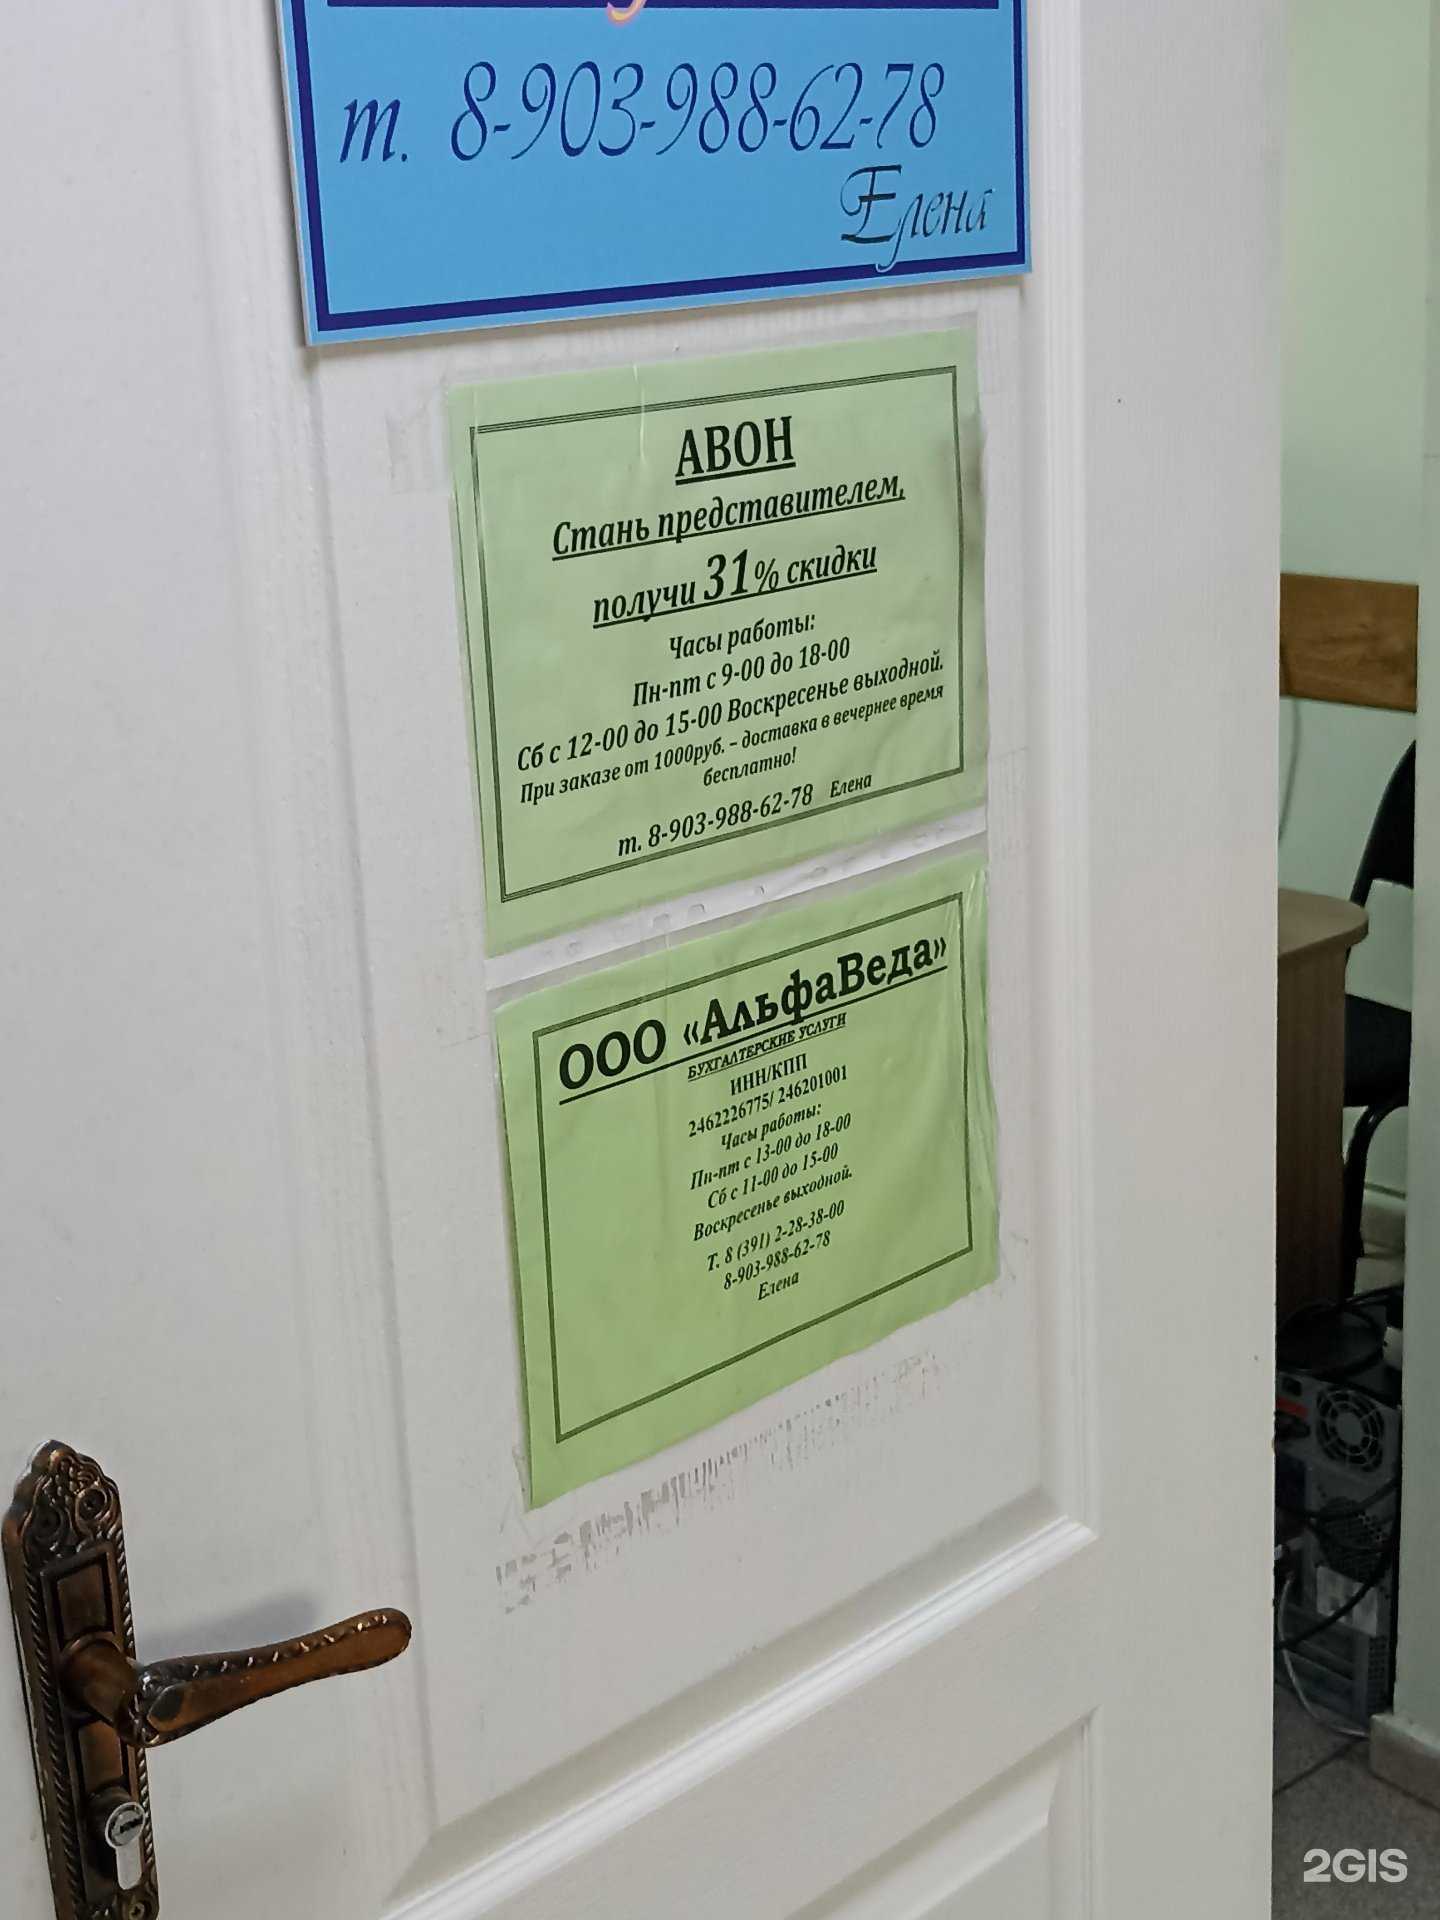 т. 8-903-988-62-78
Елена
АВОН
Стань представителем,
получи 31% скидки
Часы работы:
Пн-пт с 9-00 до 18-00
Сб с 12-00 до 15-00 Воскресенье выходной.
При заказе от 1000руб. – доставка в вечернее время
бесплатно!
т. 8-903-988-62-78 Елена
ООО «АльфаВеда»
БУХГАЛТЕРСКИЕ УСЛУГИ
ИНН/КПП
2462226775/ 246201001
Часы работы:
Пн-пт с 13-00 до 18-00
Сб с 11-00 до 15-00
Воскресенье выходной.
Т. 8 (391) 2-28-38-00
8-903-988-62-78
Елена
2GIS